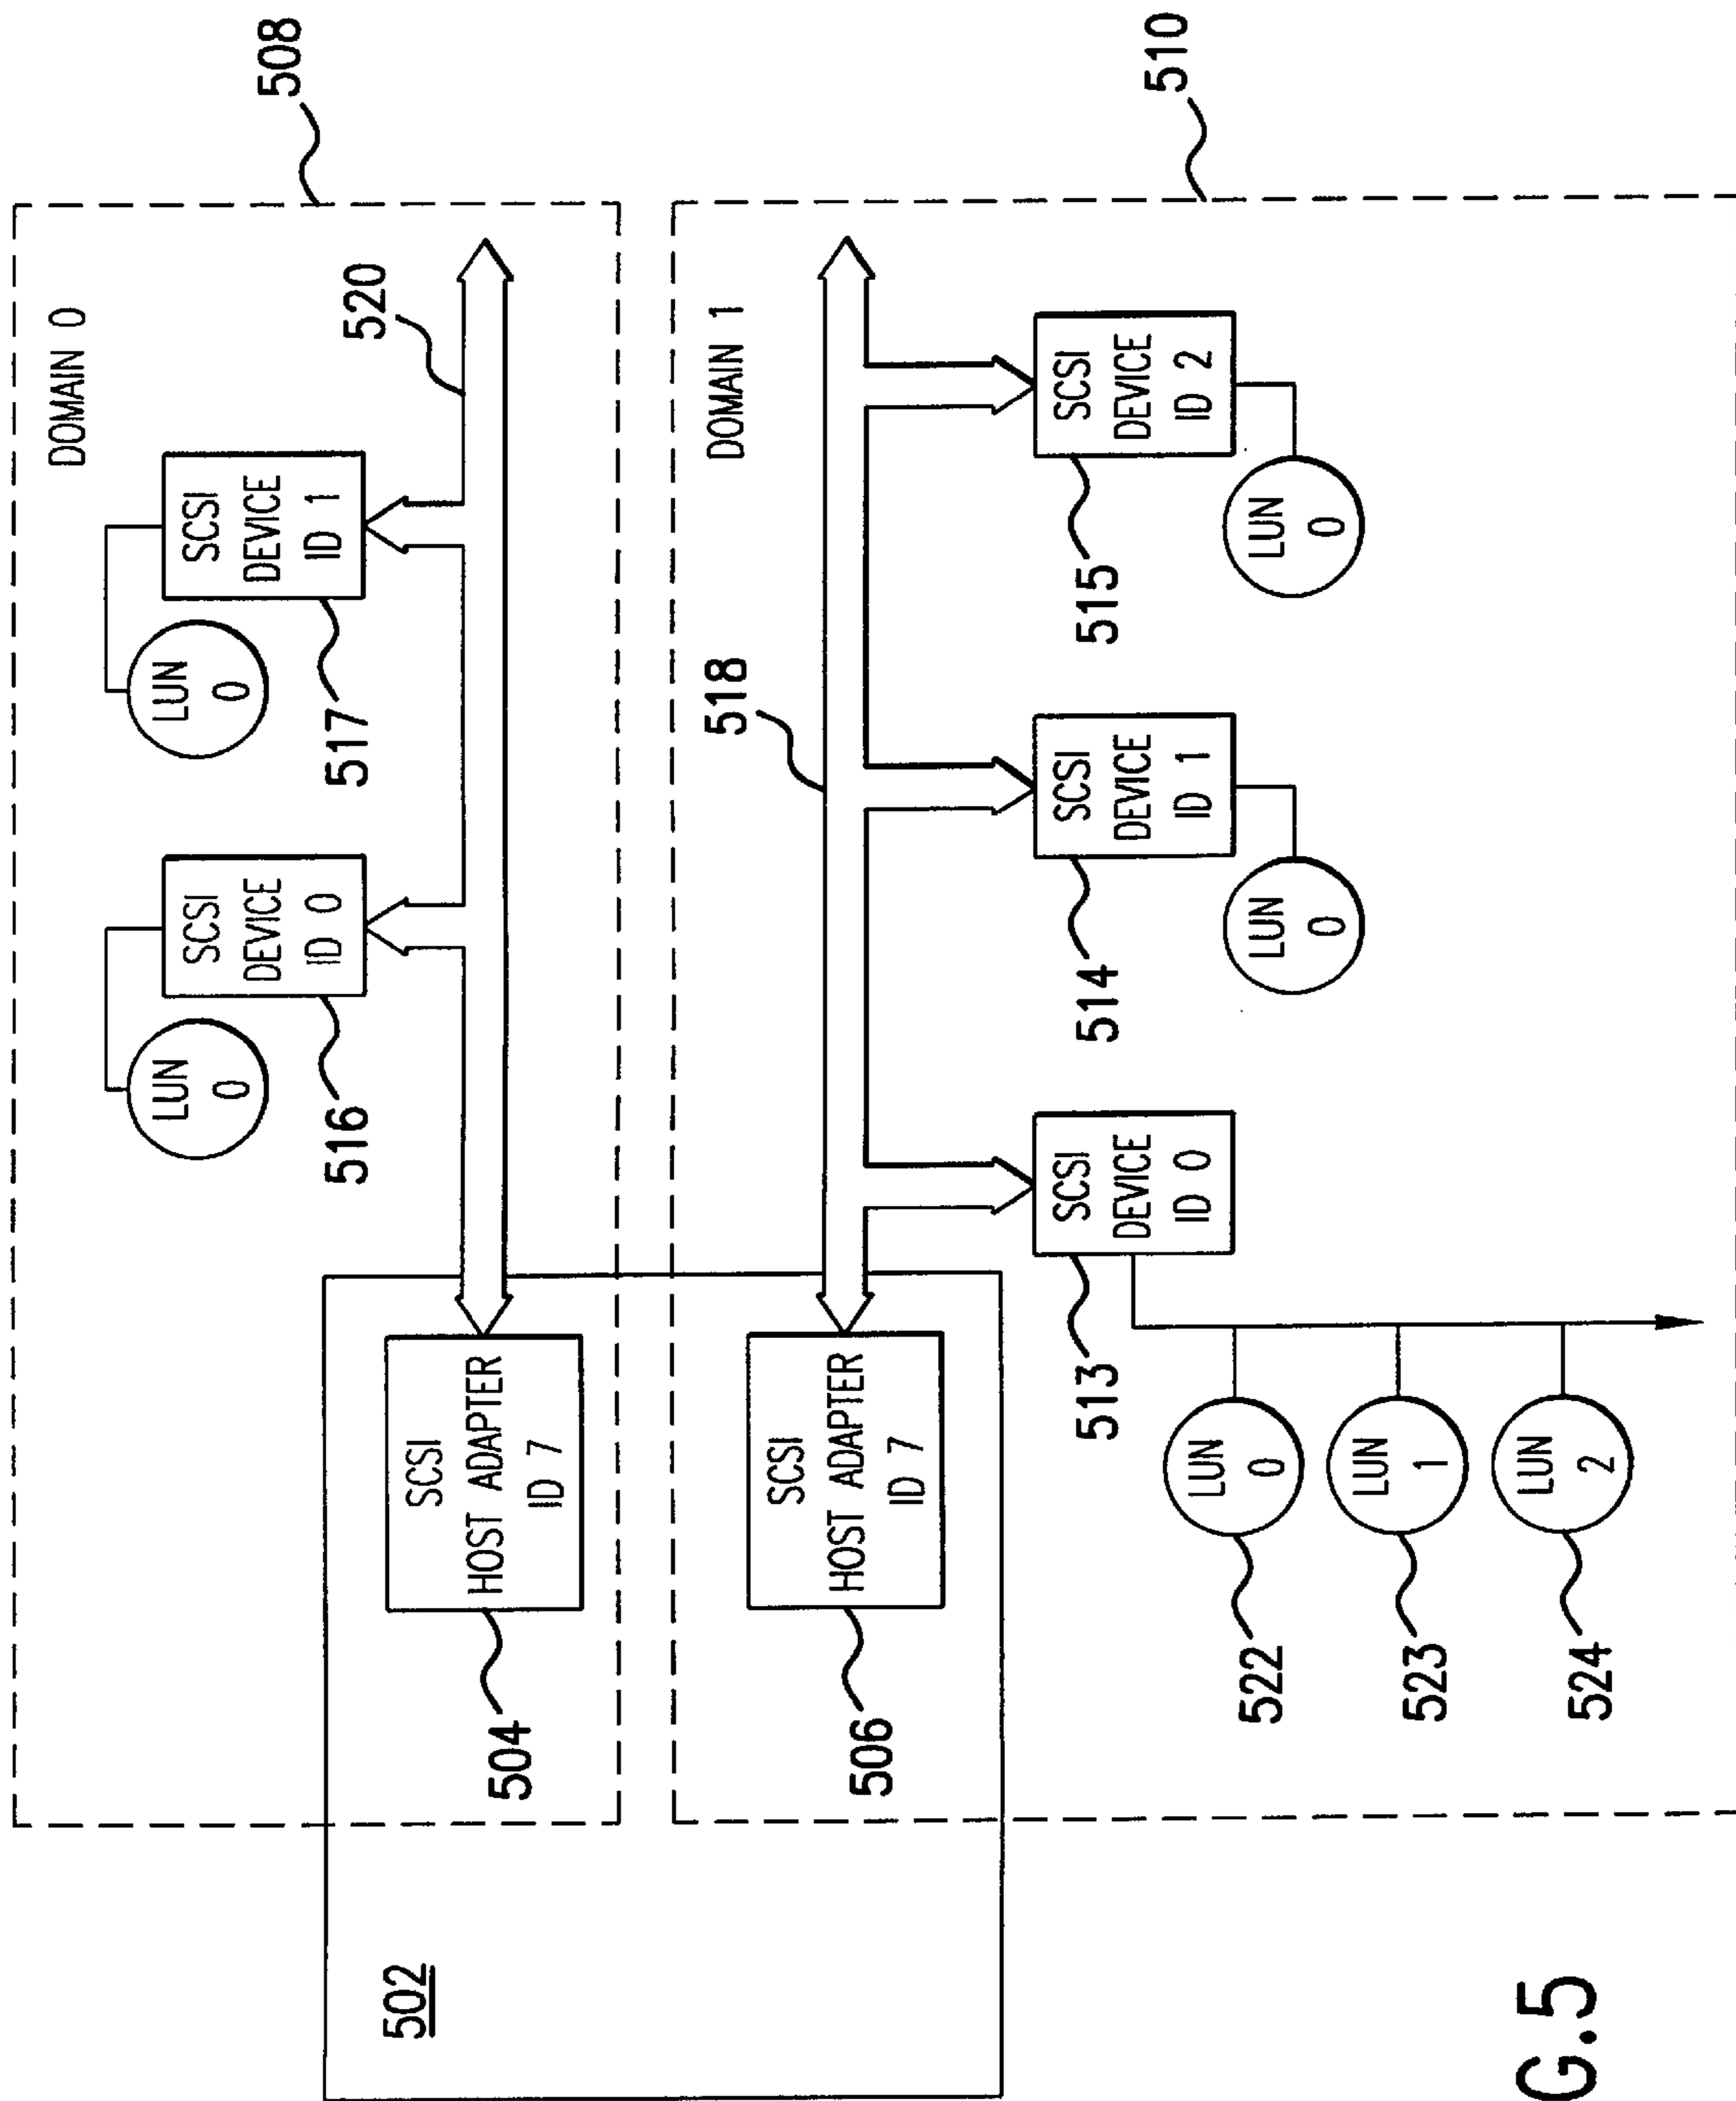 508
DOMAIN 0
520
LUN
0
SCSI
DEVICE
ID 0
516
LUN
0
SCSI
DEVICE
ID 1
517
502
SCSI
HOST ADAPTER
ID 7
504
510
DOMAIN 1
518
SCSI
HOST ADAPTER
ID 7
506
SCSI
DEVICE
ID 0
513
LUN
0
522
LUN
1
523
LUN
2
524
SCSI
DEVICE
ID 1
514
LUN
0
SCSI
DEVICE
ID 2
515
LUN
0
G.5